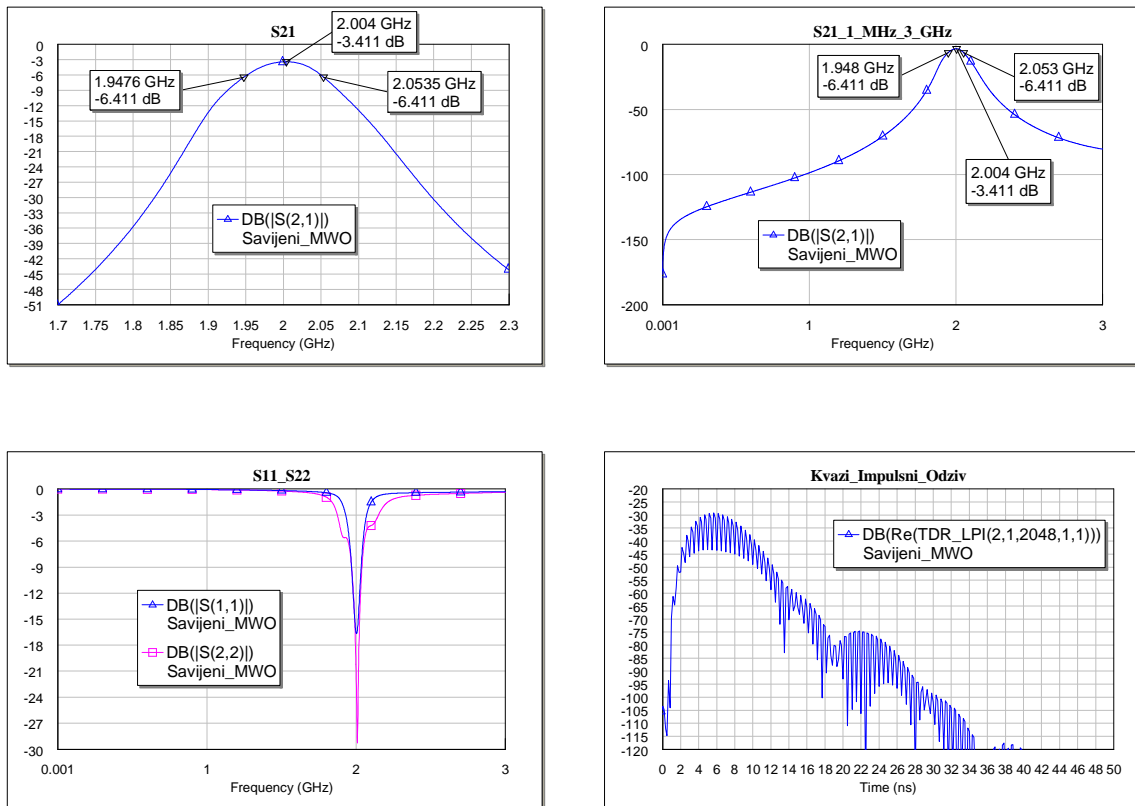 S21
2.004 GHz
-3.411 dB
1.9476 GHz
-6.411 dB
2.0535 GHz
-6.411 dB
0
-3
-6
-9
-12
-15
-18
-21
-24
-27
-30
-33
-36
-39
-42
-45
-48
-51
DB(|S(2,1)|)
Savijeni_MWO
1.7 1.75 1.8 1.85 1.9 1.95 2 2.05 2.1 2.15 2.2 2.25 2.3
Frequency (GHz)
S21_1_MHz_3_GHz
1.948 GHz
-6.411 dB
2.053 GHz
-6.411 dB
2.004 GHz
-3.411 dB
0
-50
-100
-150
-200
DB(|S(2,1)|)
Savijeni_MWO
0.001 1 2 3
Frequency (GHz)
S11_S22
0
-3
-6
-9
-12
-15
-18
-21
-24
-27
-30
DB(|S(1,1)|)
Savijeni_MWO
DB(|S(2,2)|)
Savijeni_MWO
0.001 1 2 3
Frequency (GHz)
Kvazi_Impulsni_Odziv
-20
-25
-30
-35
-40
-45
-50
-55
-60
-65
-70
-75
-80
-85
-90
-95
-100
-105
-110
-115
-120
DB(Re(TDR_LPI(2,1,2048,1,1)))
Savijeni_MWO
0 2 4 6 8 10 12 14 16 18 20 22 24 26 28 30 32 34 36 38 40 42 44 46 48 50
Time (ns)